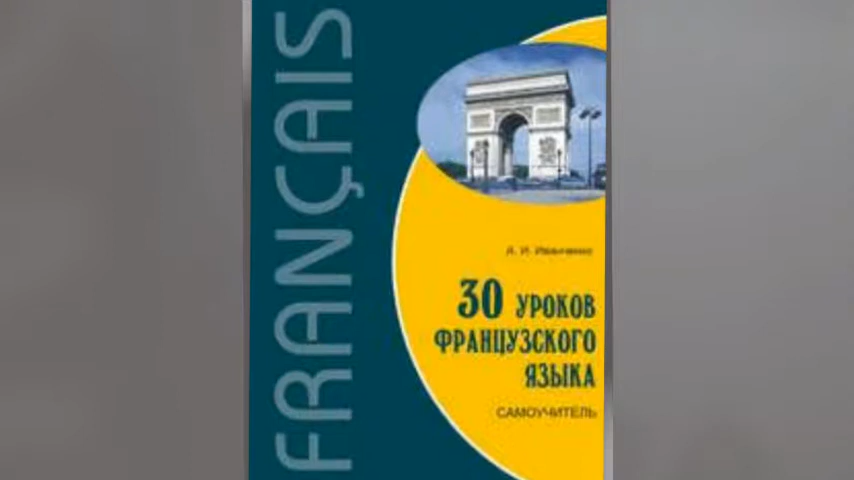 FRANÇAIS
А. И. Иванченко
30 УРОКОВ
ФРАНЦУЗСКОГО
ЯЗЫКА
САМОУЧИТЕЛЬ